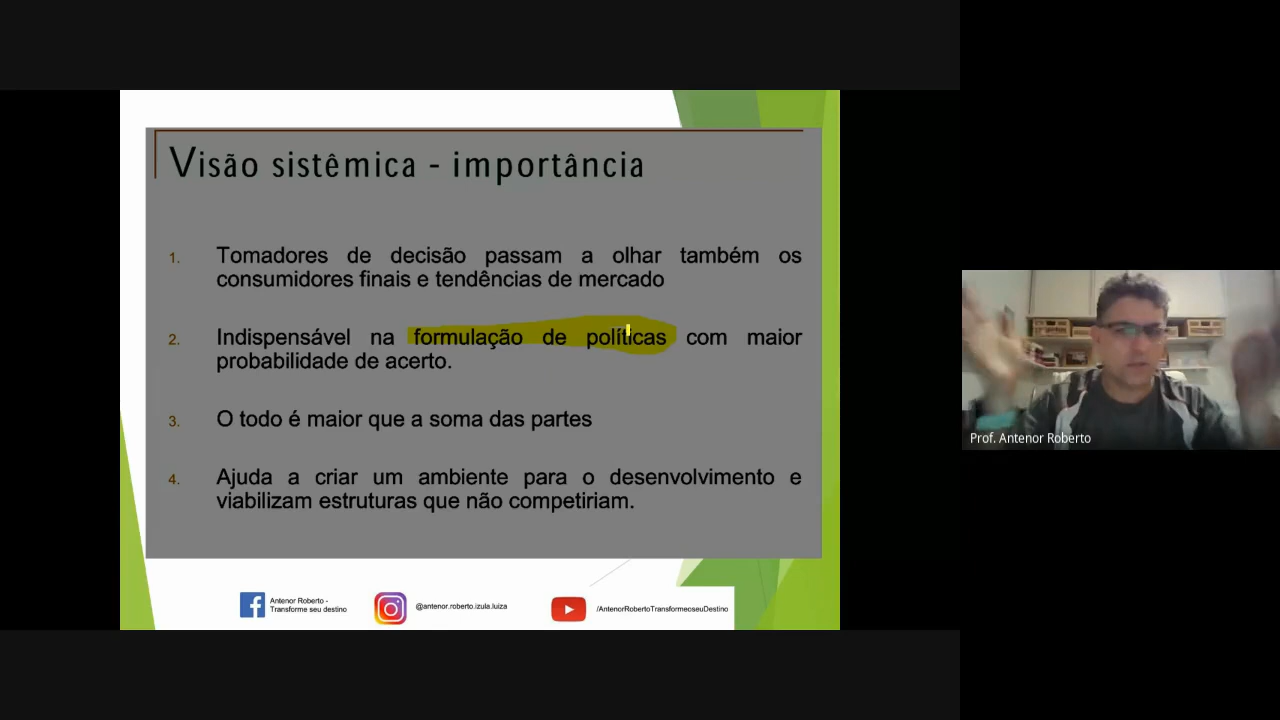 Visão sistêmica - importância
1. Tomadores de decisão passam a olhar também os
consumidores finais e tendências de mercado
2. Indispensável na formulação de políticas com maior
probabilidade de acerto.
3. O todo é maior que a soma das partes
4. Ajuda a criar um ambiente para o desenvolvimento e
viabilizam estruturas que não competiriam.
Antenor Roberto -
Transforme seu destino
@antenor.roberto.izula.luiza
/AntenorRobertoTransformeoseuDestino
Prof. Antenor Roberto